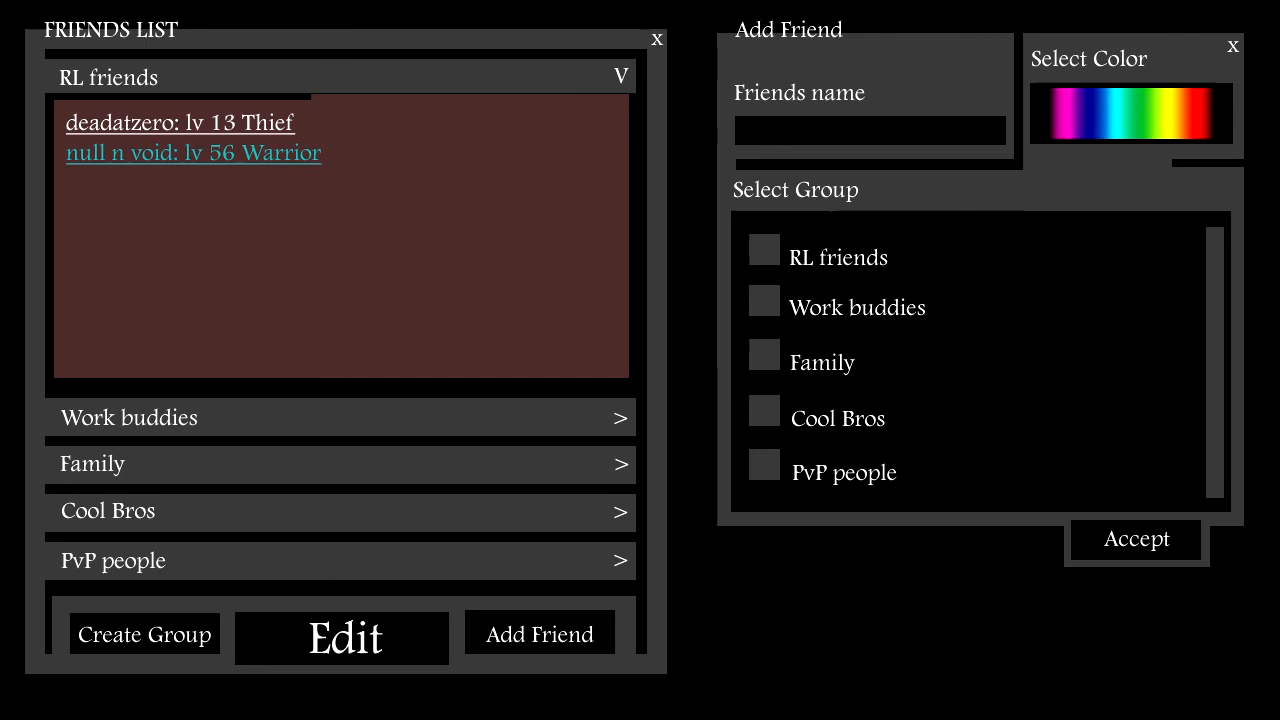 FRIENDS LIST
x
RL friends V
deadatzero: lv 13 Thief
null n void: lv 56 Warrior
Work buddies >
Family >
Cool Bros >
PvP people >
Create Group
Edit
Add Friend
Add Friend
x
Select Color
Friends name
Select Group
RL friends
Work buddies
Family
Cool Bros
PvP people
Accept